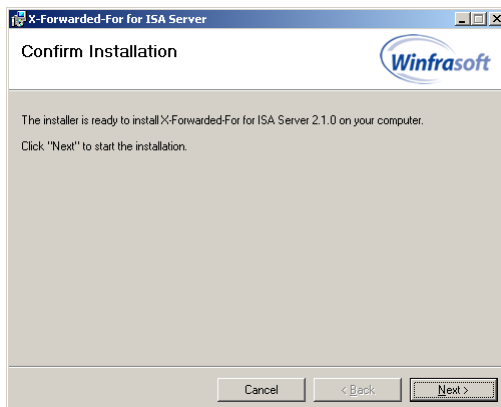 X-Forwarded-For for ISA Server
Confirm Installation
Winfrasoft
The installer is ready to install X-Forwarded-For for ISA Server 2.1.0 on your computer.
Click "Next" to start the installation.
Cancel
< Back
Next >